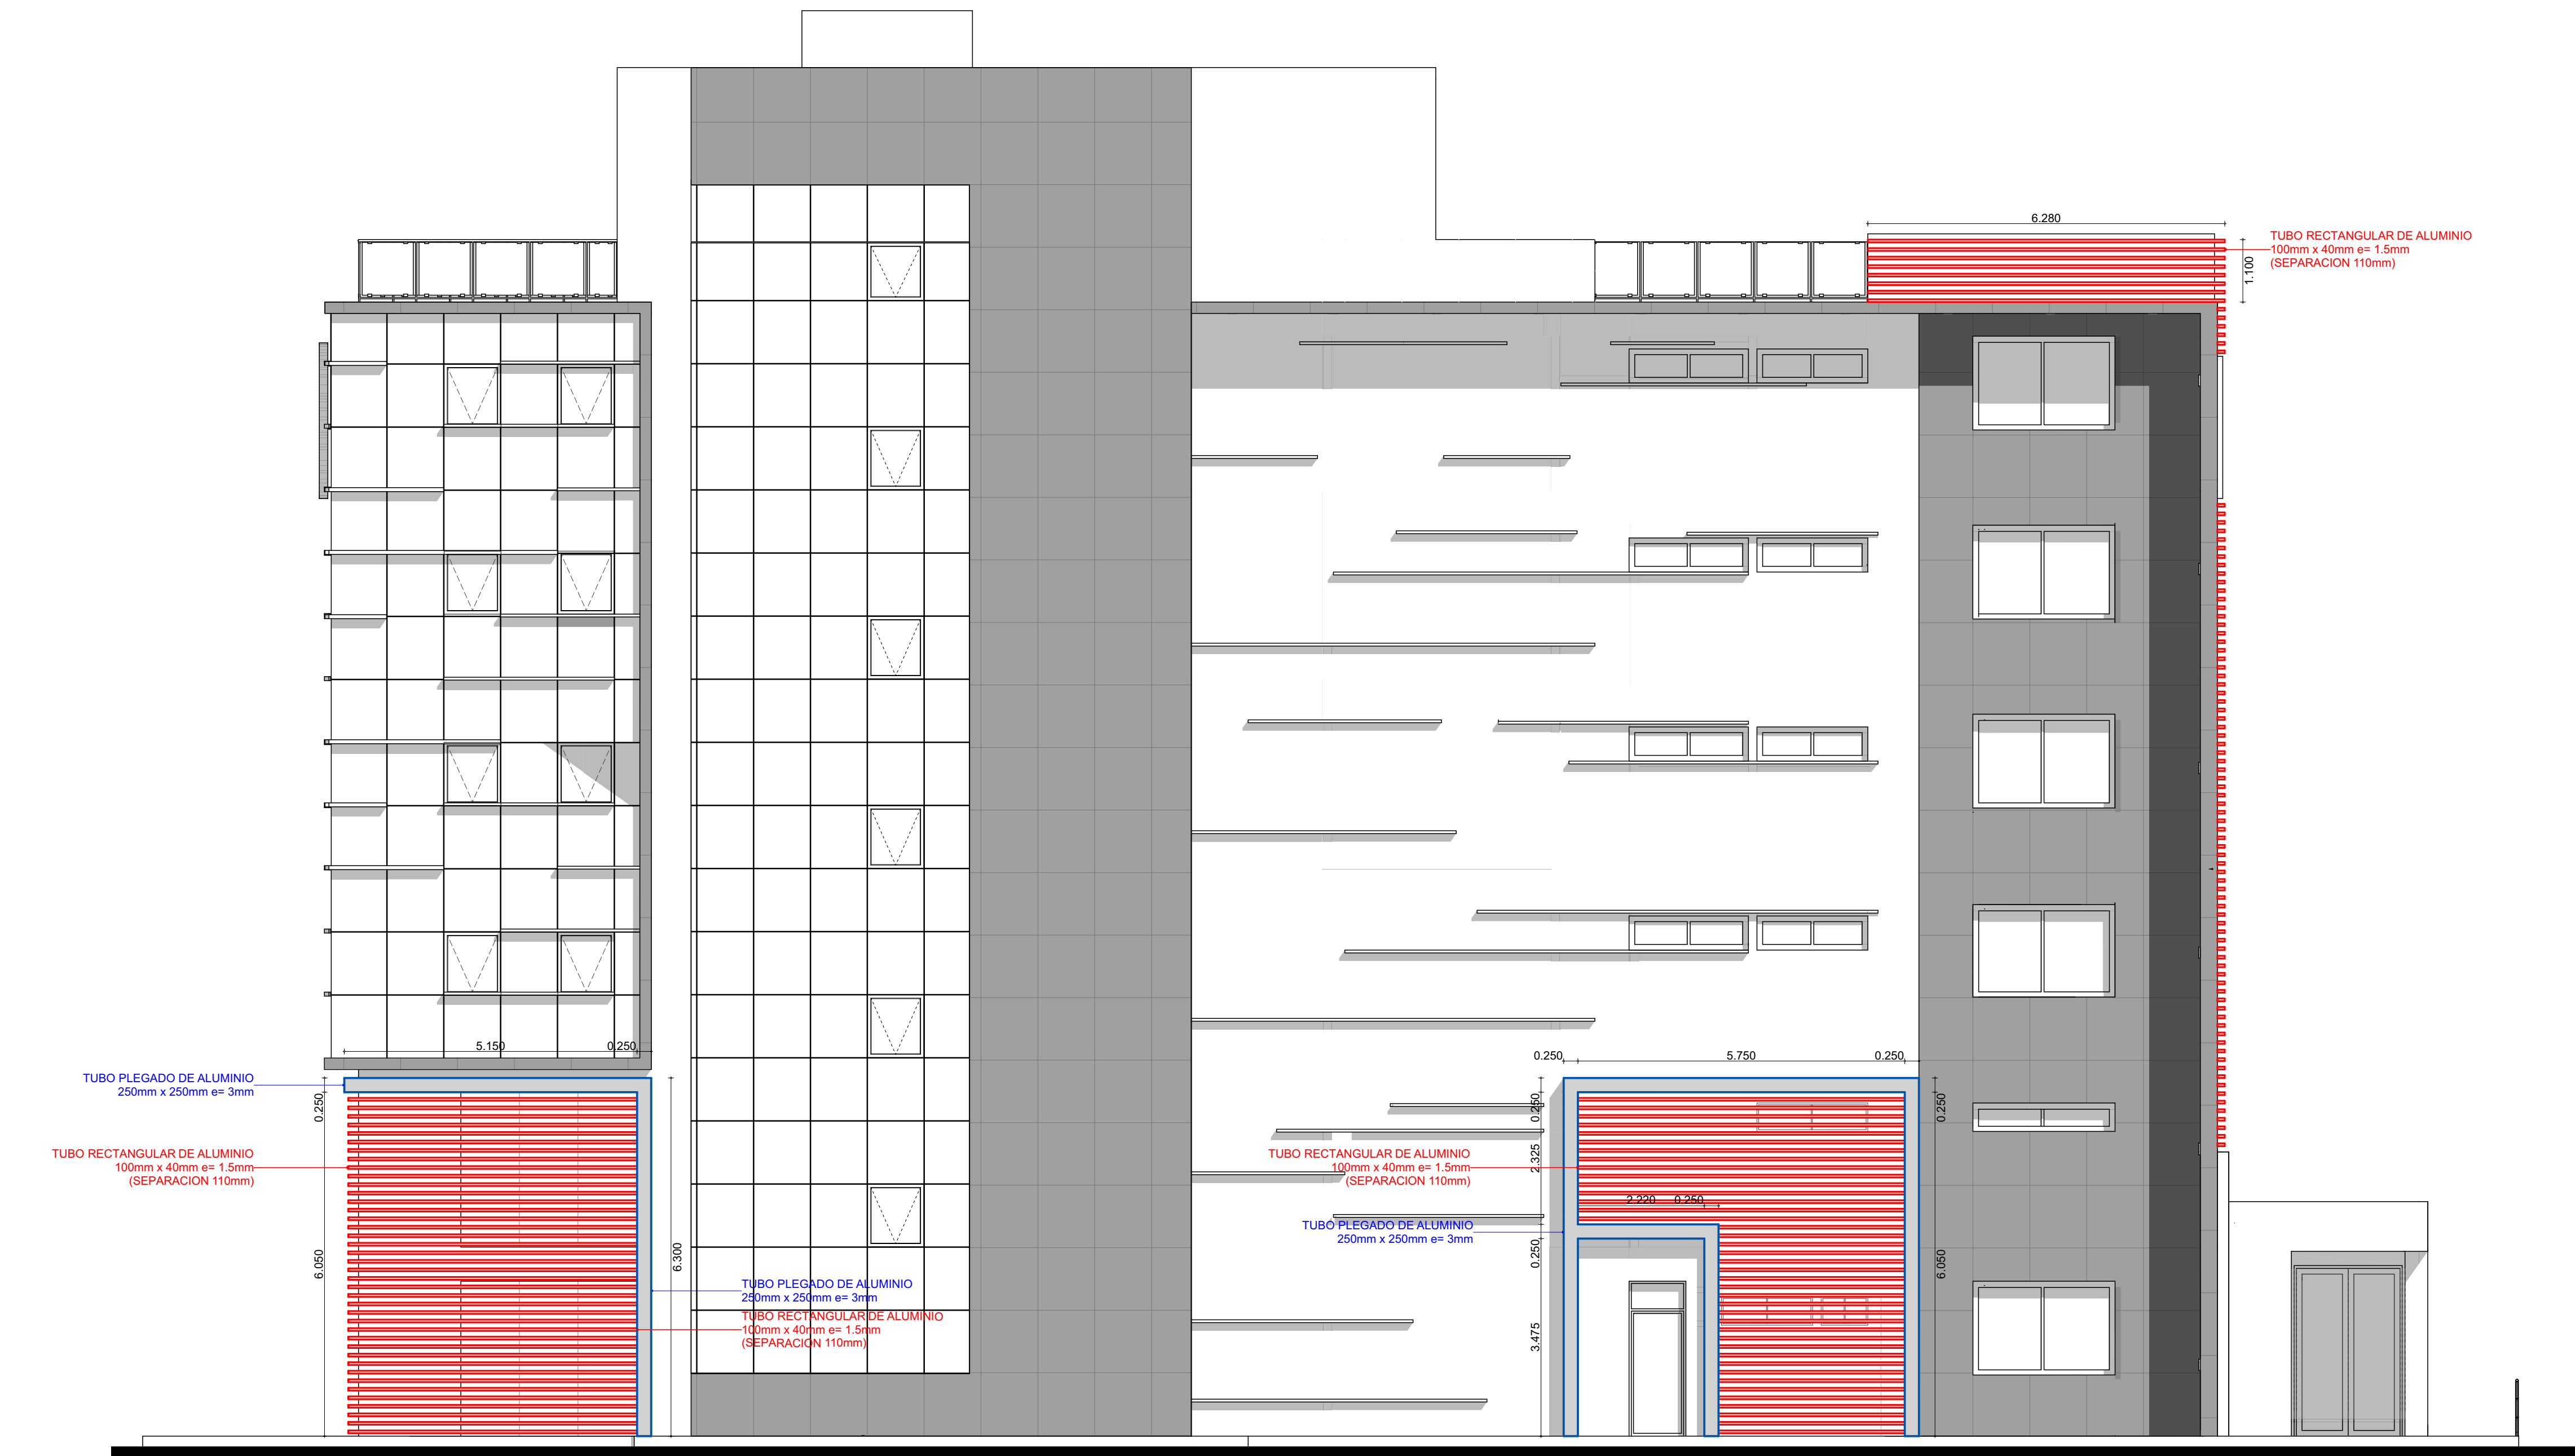 6.280
TUBO RECTANGULAR DE ALUMINIO
100mm x 40mm e= 1.5mm
(SEPARACION 110mm)
1.100
5.150
0.250
TUBO PLEGADO DE ALUMINIO
250mm x 250mm e= 3mm
0.250
TUBO RECTANGULAR DE ALUMINIO
100mm x 40mm e= 1.5mm
(SEPARACION 110mm)
6.050
6.300
TUBO PLEGADO DE ALUMINIO
250mm x 250mm e= 3mm
TUBO RECTANGULAR DE ALUMINIO
100mm x 40mm e= 1.5mm
(SEPARACION 110mm)
0.250
5.750
0.250
0.250
0.250
2.325
TUBO RECTANGULAR DE ALUMINIO
100mm x 40mm e= 1.5mm
(SEPARACION 110mm)
2.220
0.250
TUBO PLEGADO DE ALUMINIO
250mm x 250mm e= 3mm
0.250
6.050
3.475